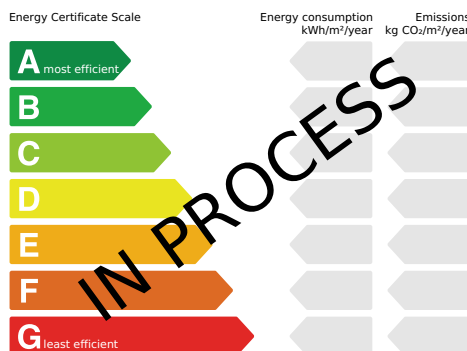 Energy Certificate Scale
Energy consumption
kWh/m²/year
Emissions
kg CO₂/m²/year
A most efficient
B
C
D
E
F
G least efficient
IN PROCESS